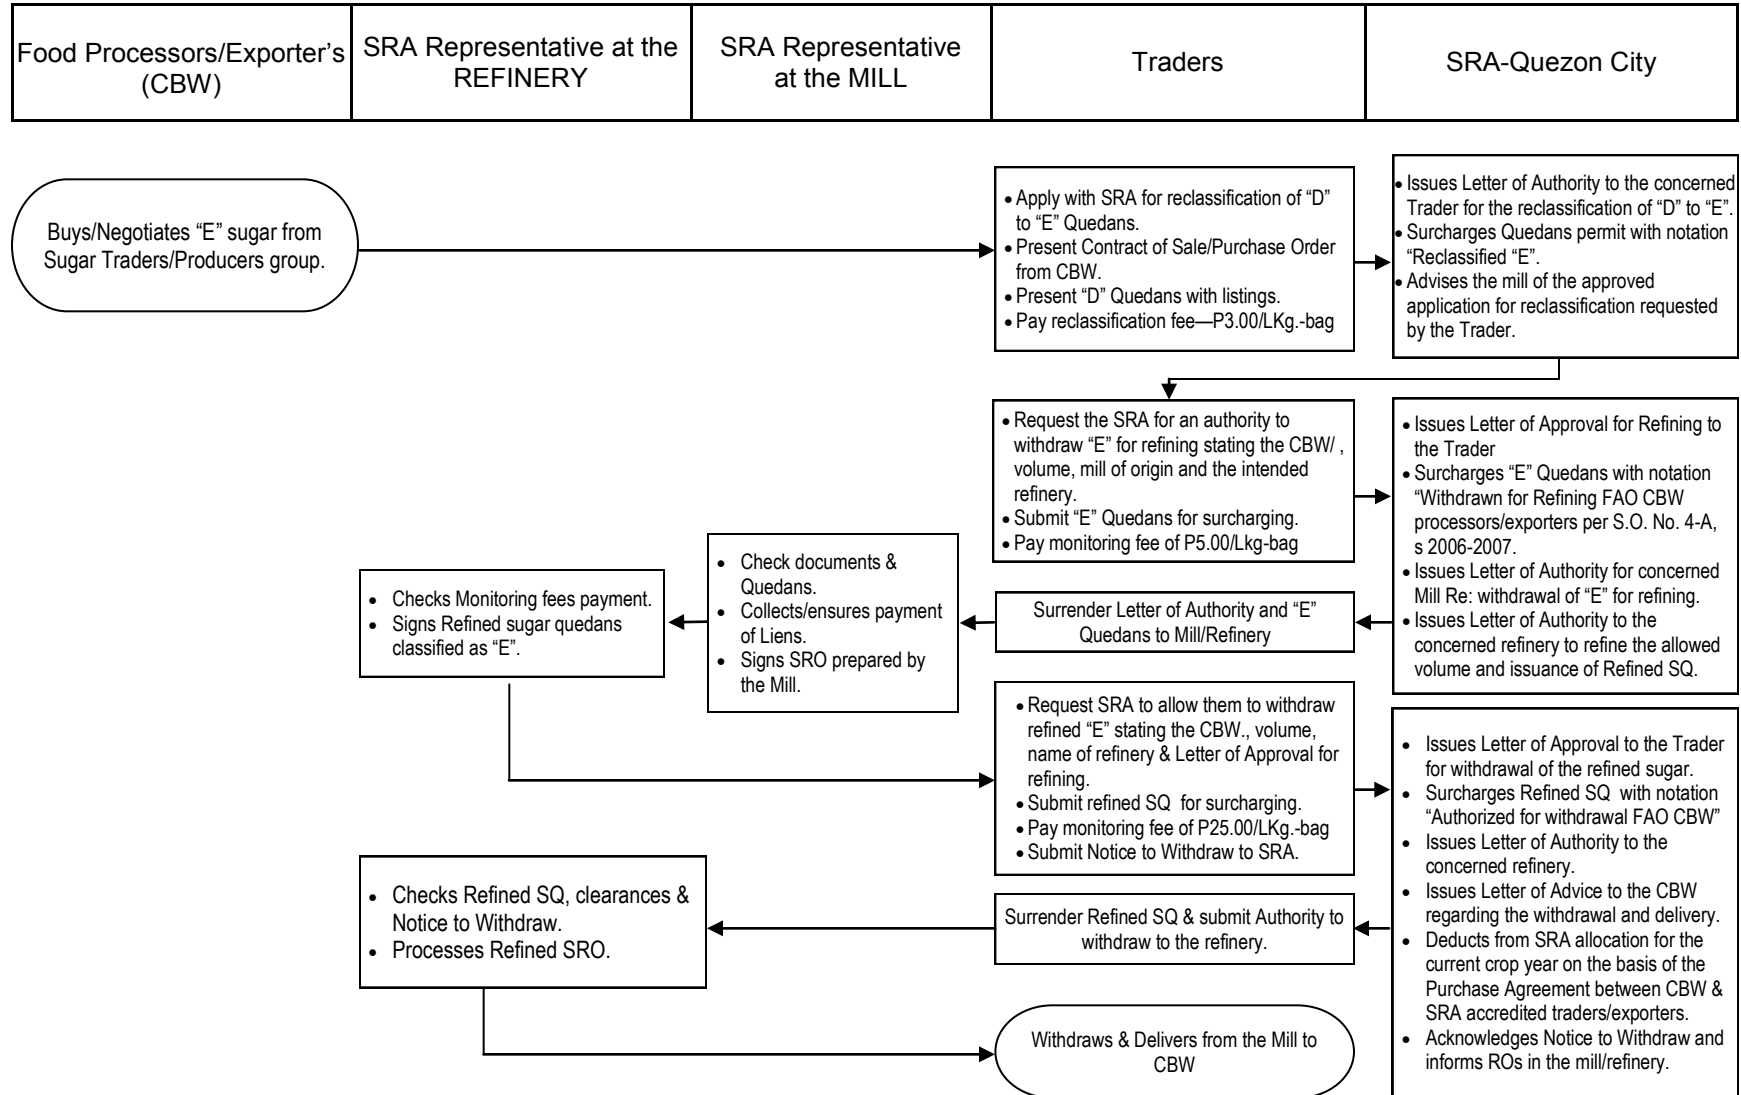 Food Processors/Exporter’s
(CBW)
SRA Representative at the
REFINERY
SRA Representative
at the MILL
Traders
SRA-Quezon City
Buys/Negotiates “E” sugar from
Sugar Traders/Producers group.
• Apply with SRA for reclassification of “D”
to “E” Quedans.
• Present Contract of Sale/Purchase Order
from CBW.
• Present “D” Quedans with listings.
• Pay reclassification fee—P3.00/LKg.-bag
• Issues Letter of Authority to the concerned
Trader for the reclassification of “D” to “E”.
• Surcharges Quedans permit with notation
“Reclassified “E”.
• Advises the mill of the approved
application for reclassification requested
by the Trader.
• Request the SRA for an authority to
withdraw “E” for refining stating the CBW/ ,
volume, mill of origin and the intended
refinery.
• Submit “E” Quedans for surcharging.
• Pay monitoring fee of P5.00/Lkg-bag
• Issues Letter of Approval for Refining to
the Trader
• Surcharges “E” Quedans with notation
“Withdrawn for Refining FAO CBW
processors/exporters per S.O. No. 4-A,
s 2006-2007.
• Issues Letter of Authority for concerned
Mill Re: withdrawal of “E” for refining.
• Issues Letter of Authority to the
concerned refinery to refine the allowed
volume and issuance of Refined SQ.
Surrender Letter of Authority and “E”
Quedans to Mill/Refinery
• Check documents &
Quedans.
• Collects/ensures payment
of Liens.
• Signs SRO prepared by
the Mill.
• Checks Monitoring fees payment.
• Signs Refined sugar quedans
classified as “E”.
• Request SRA to allow them to withdraw
refined “E” stating the CBW., volume,
name of refinery & Letter of Approval for
refining.
• Submit refined SQ for surcharging.
• Pay monitoring fee of P25.00/LKg.-bag
• Submit Notice to Withdraw to SRA.
• Issues Letter of Approval to the Trader
for withdrawal of the refined sugar.
• Surcharges Refined SQ with notation
“Authorized for withdrawal FAO CBW”
• Issues Letter of Authority to the
concerned refinery.
• Issues Letter of Advice to the CBW
regarding the withdrawal and delivery.
• Deducts from SRA allocation for the
current crop year on the basis of the
Purchase Agreement between CBW &
SRA accredited traders/exporters.
• Acknowledges Notice to Withdraw and
informs ROs in the mill/refinery.
Surrender Refined SQ & submit Authority to
withdraw to the refinery.
• Checks Refined SQ, clearances &
Notice to Withdraw.
• Processes Refined SRO.
Withdraws & Delivers from the Mill to
CBW